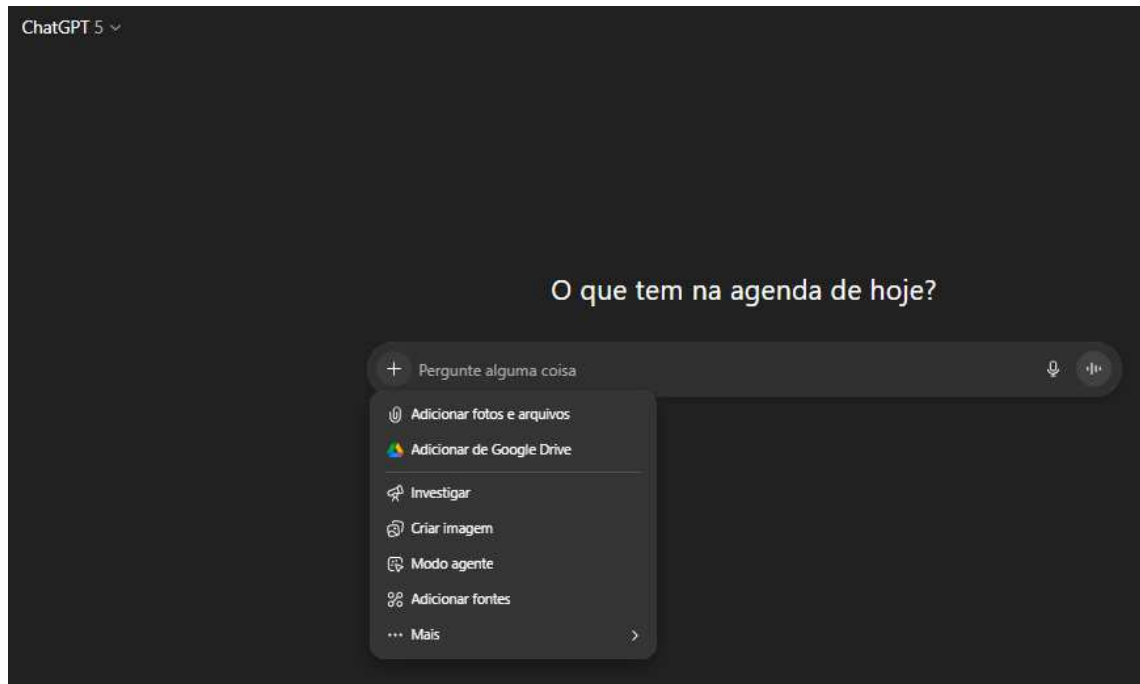 ChatGPT 5
O que tem na agenda de hoje?
Pergunte alguma coisa
Adicionar fotos e arquivos
Adicionar de Google Drive
Investigar
Criar imagem
Modo agente
Adicionar fontes
Mais